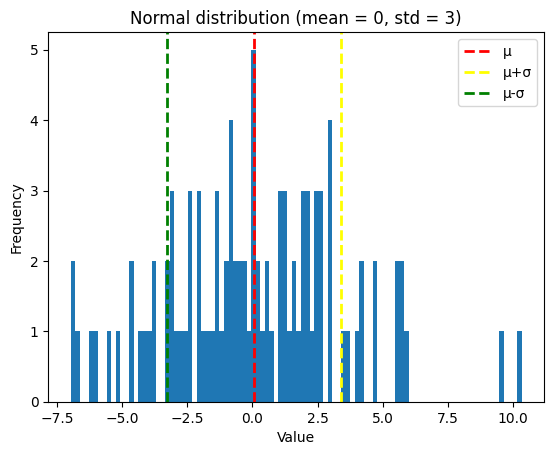 Normal distribution (mean = 0, std = 3)
μ
μ+σ
μ-σ
Frequency
5
4
3
2
1
0
−7.5 −5.0 −2.5 0.0 2.5 5.0 7.5 10.0
Value